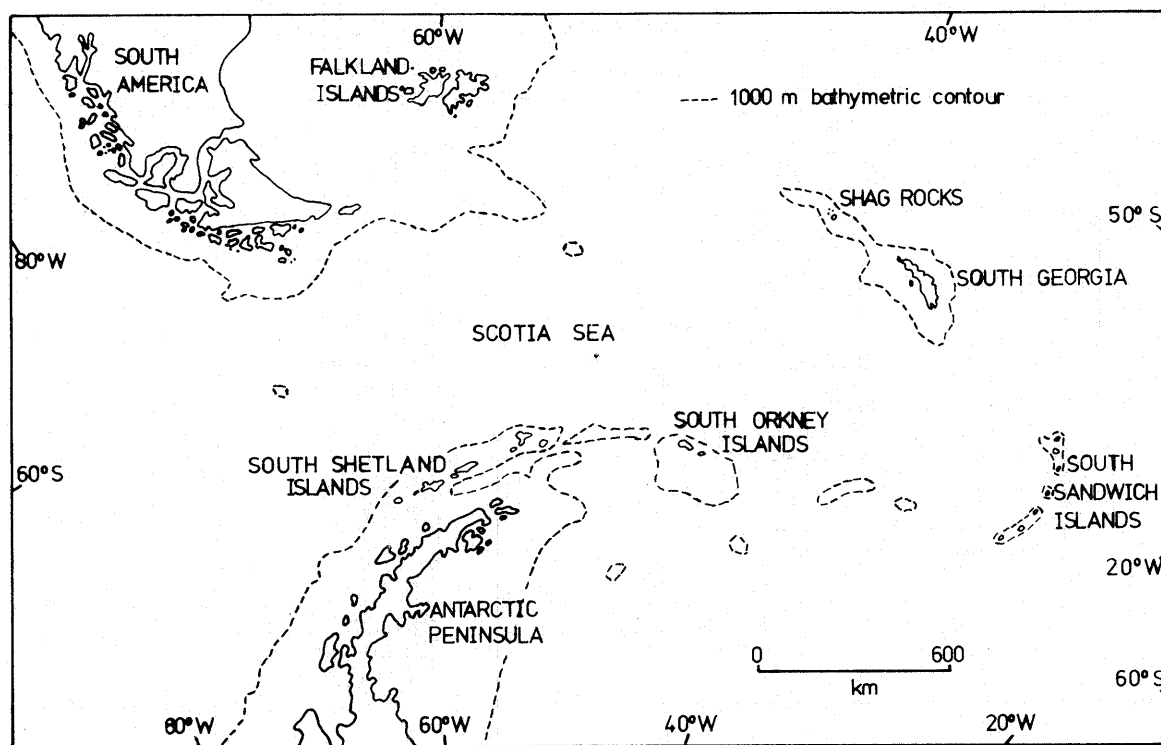 60°W
40°W
SOUTH
AMERICA
FALKLAND
ISLANDS
1000 m bathymetric contour
SHAG ROCKS
50°S
80°W
SOUTH GEORGIA
SCOTIA SEA
SOUTH ORKNEY
ISLANDS
SOUTH SHETLAND
ISLANDS
60°S
SOUTH
SANDWICH
ISLANDS
20°W
ANTARCTIC
PENINSULA
0 600
km
60°S
80°W
60°W
40°W
20°W